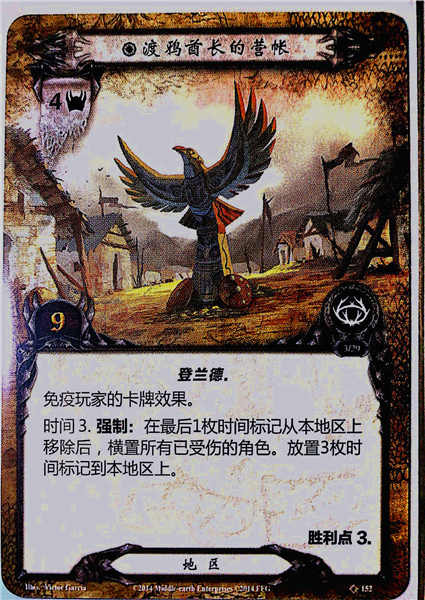 渡鸦酋长的营帐
4
9
3/29
登兰德.
免疫玩家的卡牌效果。
时间 3. 强制：在最后1枚时间标记从本地区上
移除后，横置所有已受伤的角色。放置3枚时
间标记到本地区上。
胜利点 3.
地 区
Illus. Victor Garcia
©2014 Middle-earth Enterprises ©2014 FFG
152